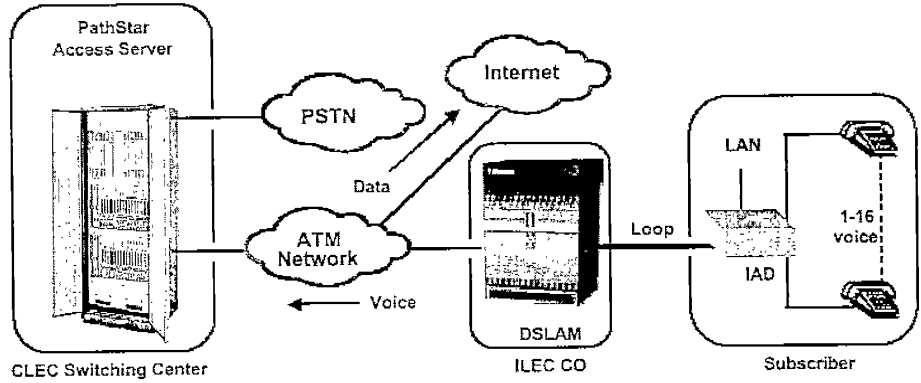 PathStar
Access Server
PSTN
Internet
Data
ATM
Network
Voice
DSLAM
Loop
LAN
IAD
1-16
voice
CLEC Switching Center
ILEC CO
Subscriber